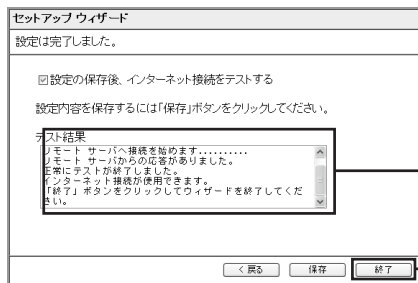 セットアップ ウィザード
設定は完了しました。
設定の保存後、インターネット接続をテストする
設定内容を保存するには「保存」ボタンをクリックしてください。
テスト結果
リモート サーバへ接続を始めます..........
リモート サーバからの応答がありました。
正常にテストが終了しました。
インターネット接続が使用できます。
「終了」ボタンをクリックしてウィザードを終了してくだ
さい。
< 戻る 保存 終了